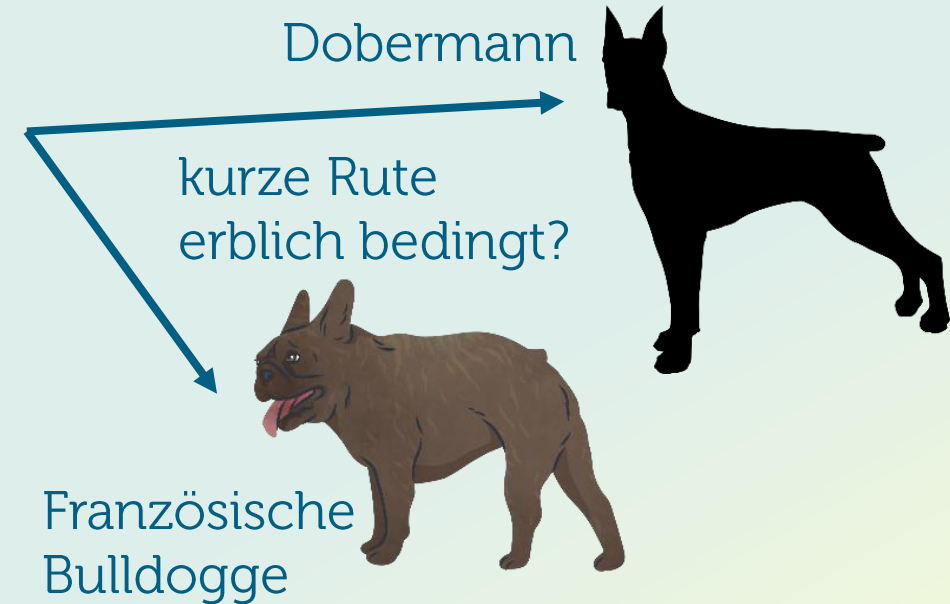 Dobermann
kurze Rute
erblich bedingt?
Französische
Bulldogge